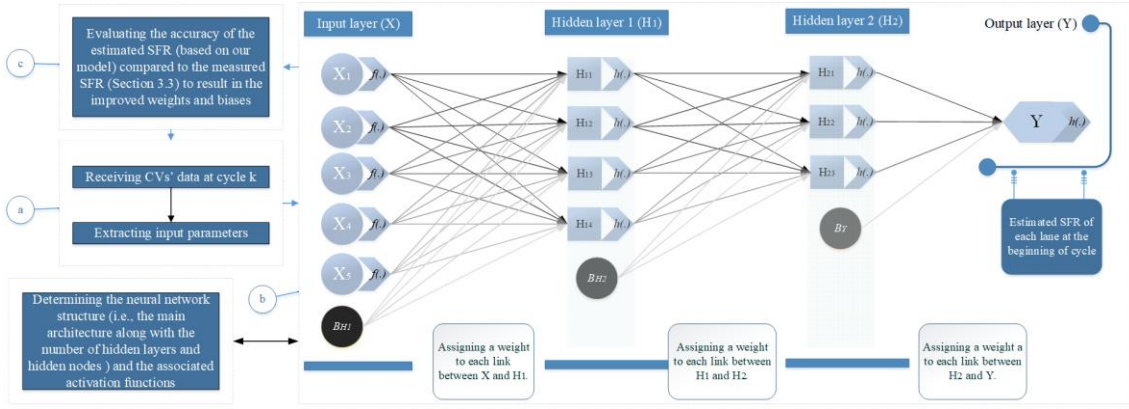 Evaluating the accuracy of the
estimated SFR (based on our
model) compared to the measured
SFR (Section 3.3) to result in the
improved weights and biases
c
Receiving CVs' data at cycle k
Extracting input parameters
a
b
Determining the neural network
structure (i.e., the main
architecture along with the
number of hidden layers and
hidden nodes ) and the associated
activation functions
Input layer (X)
X1 f(.)
X2 f(.)
X3 f(.)
X4 f(.)
X5 f(.)
BH1
Assigning a weight
to each link
between X and H1.
Hidden layer 1 (H1)
H11 h(.)
H12 h(.)
H13 h(.)
H14 h(.)
BH2
Assigning a weight
to each link between
H1 and H2.
Hidden layer 2 (H2)
H21 h(.)
H22 h(.)
H23 h(.)
BY
Assigning a weight a
to each link between
H2 and Y.
Output layer (Y)
Y h(.)
Estimated SFR of
each lane at the
beginning of cycle